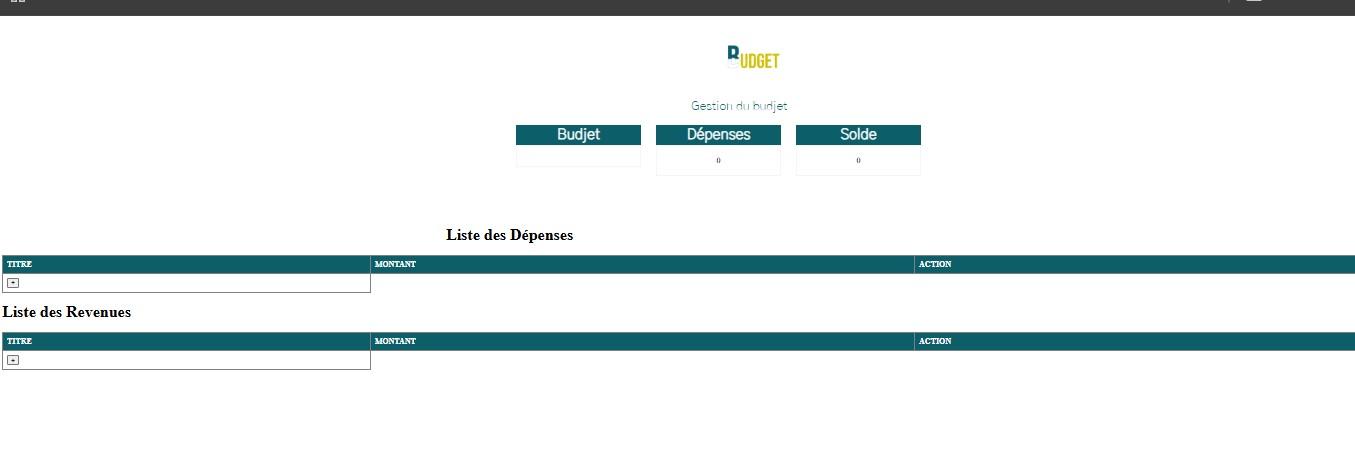 BUDGET
Gestion du budjet
Budjet Dépenses Solde
0 0
Liste des Dépenses
TITRE MONTANT ACTION
+
Liste des Revenues
TITRE MONTANT ACTION
+